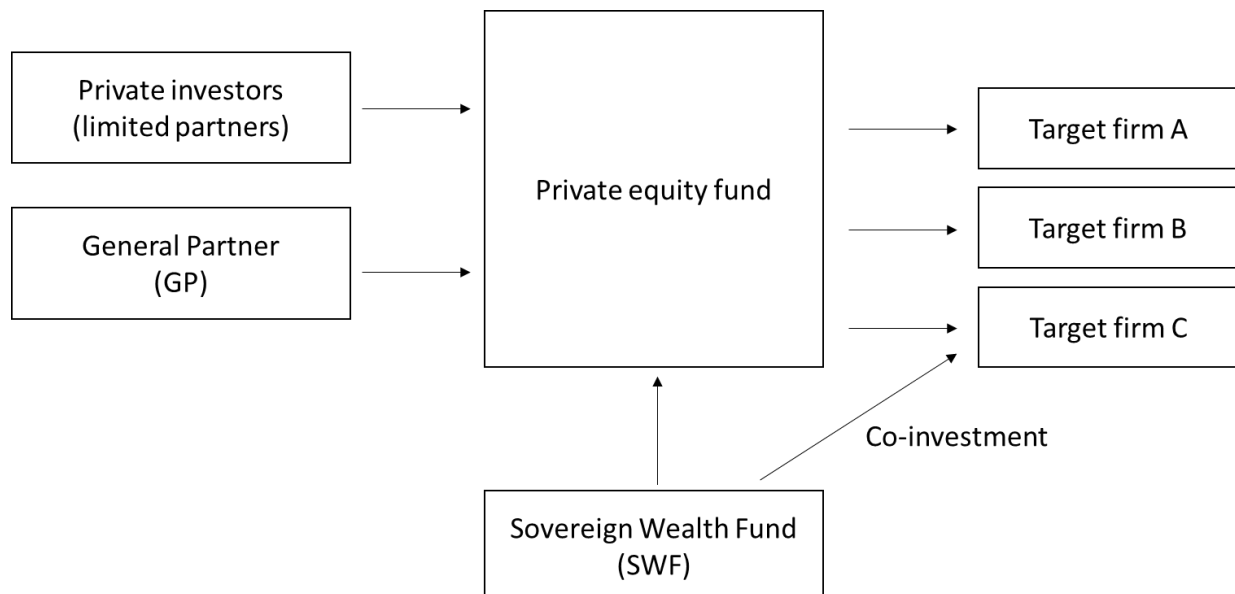 Private investors
(limited partners)
General Partner
(GP)
Private equity fund
Target firm A
Target firm B
Target firm C
Co-investment
Sovereign Wealth Fund
(SWF)